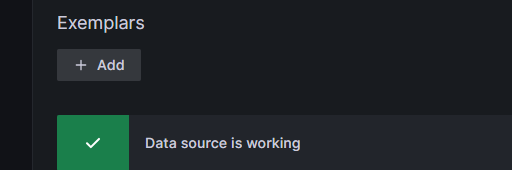 Exemplars
Add
Data source is working